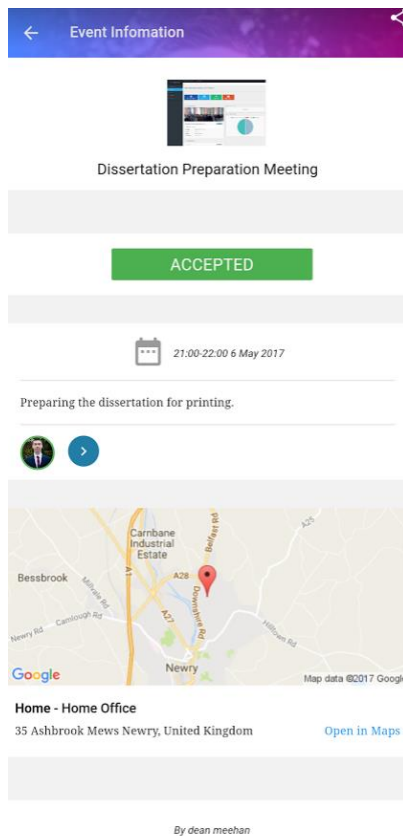 Event Infomation
Dissertation Preparation Meeting
ACCEPTED
21:00-22:00 6 May 2017
Preparing the dissertation for printing.
Carnbane
Industrial
Estate
Belfast Rd
A25
Bessbrook
A1
A28
Millvale Rd
Downshire Rd
Camlough Rd
A27
Newry Rd
Hilltown Rd
Newry
Google
Map data ©2017 Google
Home - Home Office
35 Ashbrook Mews Newry, United Kingdom
Open in Maps
By dean meehan